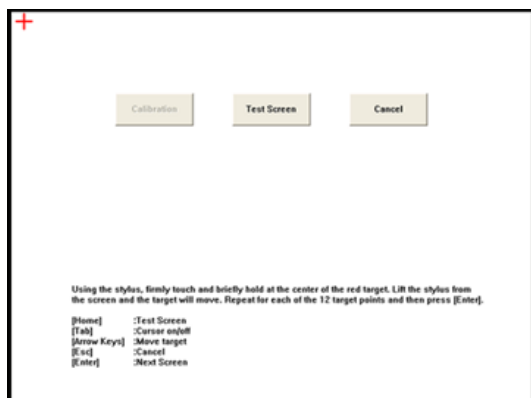 Calibration
Test Screen
Cancel
Using the stylus, firmly touch and briefly hold at the center of the red target. Lift the stylus from
the screen and the target will move. Repeat for each of the 12 target points and then press [Enter].
[Home] :Test Screen
[Tab] :Cursor on/off
[Arrow Keys] :Move target
[Esc] :Cancel
[Enter] :Next Screen